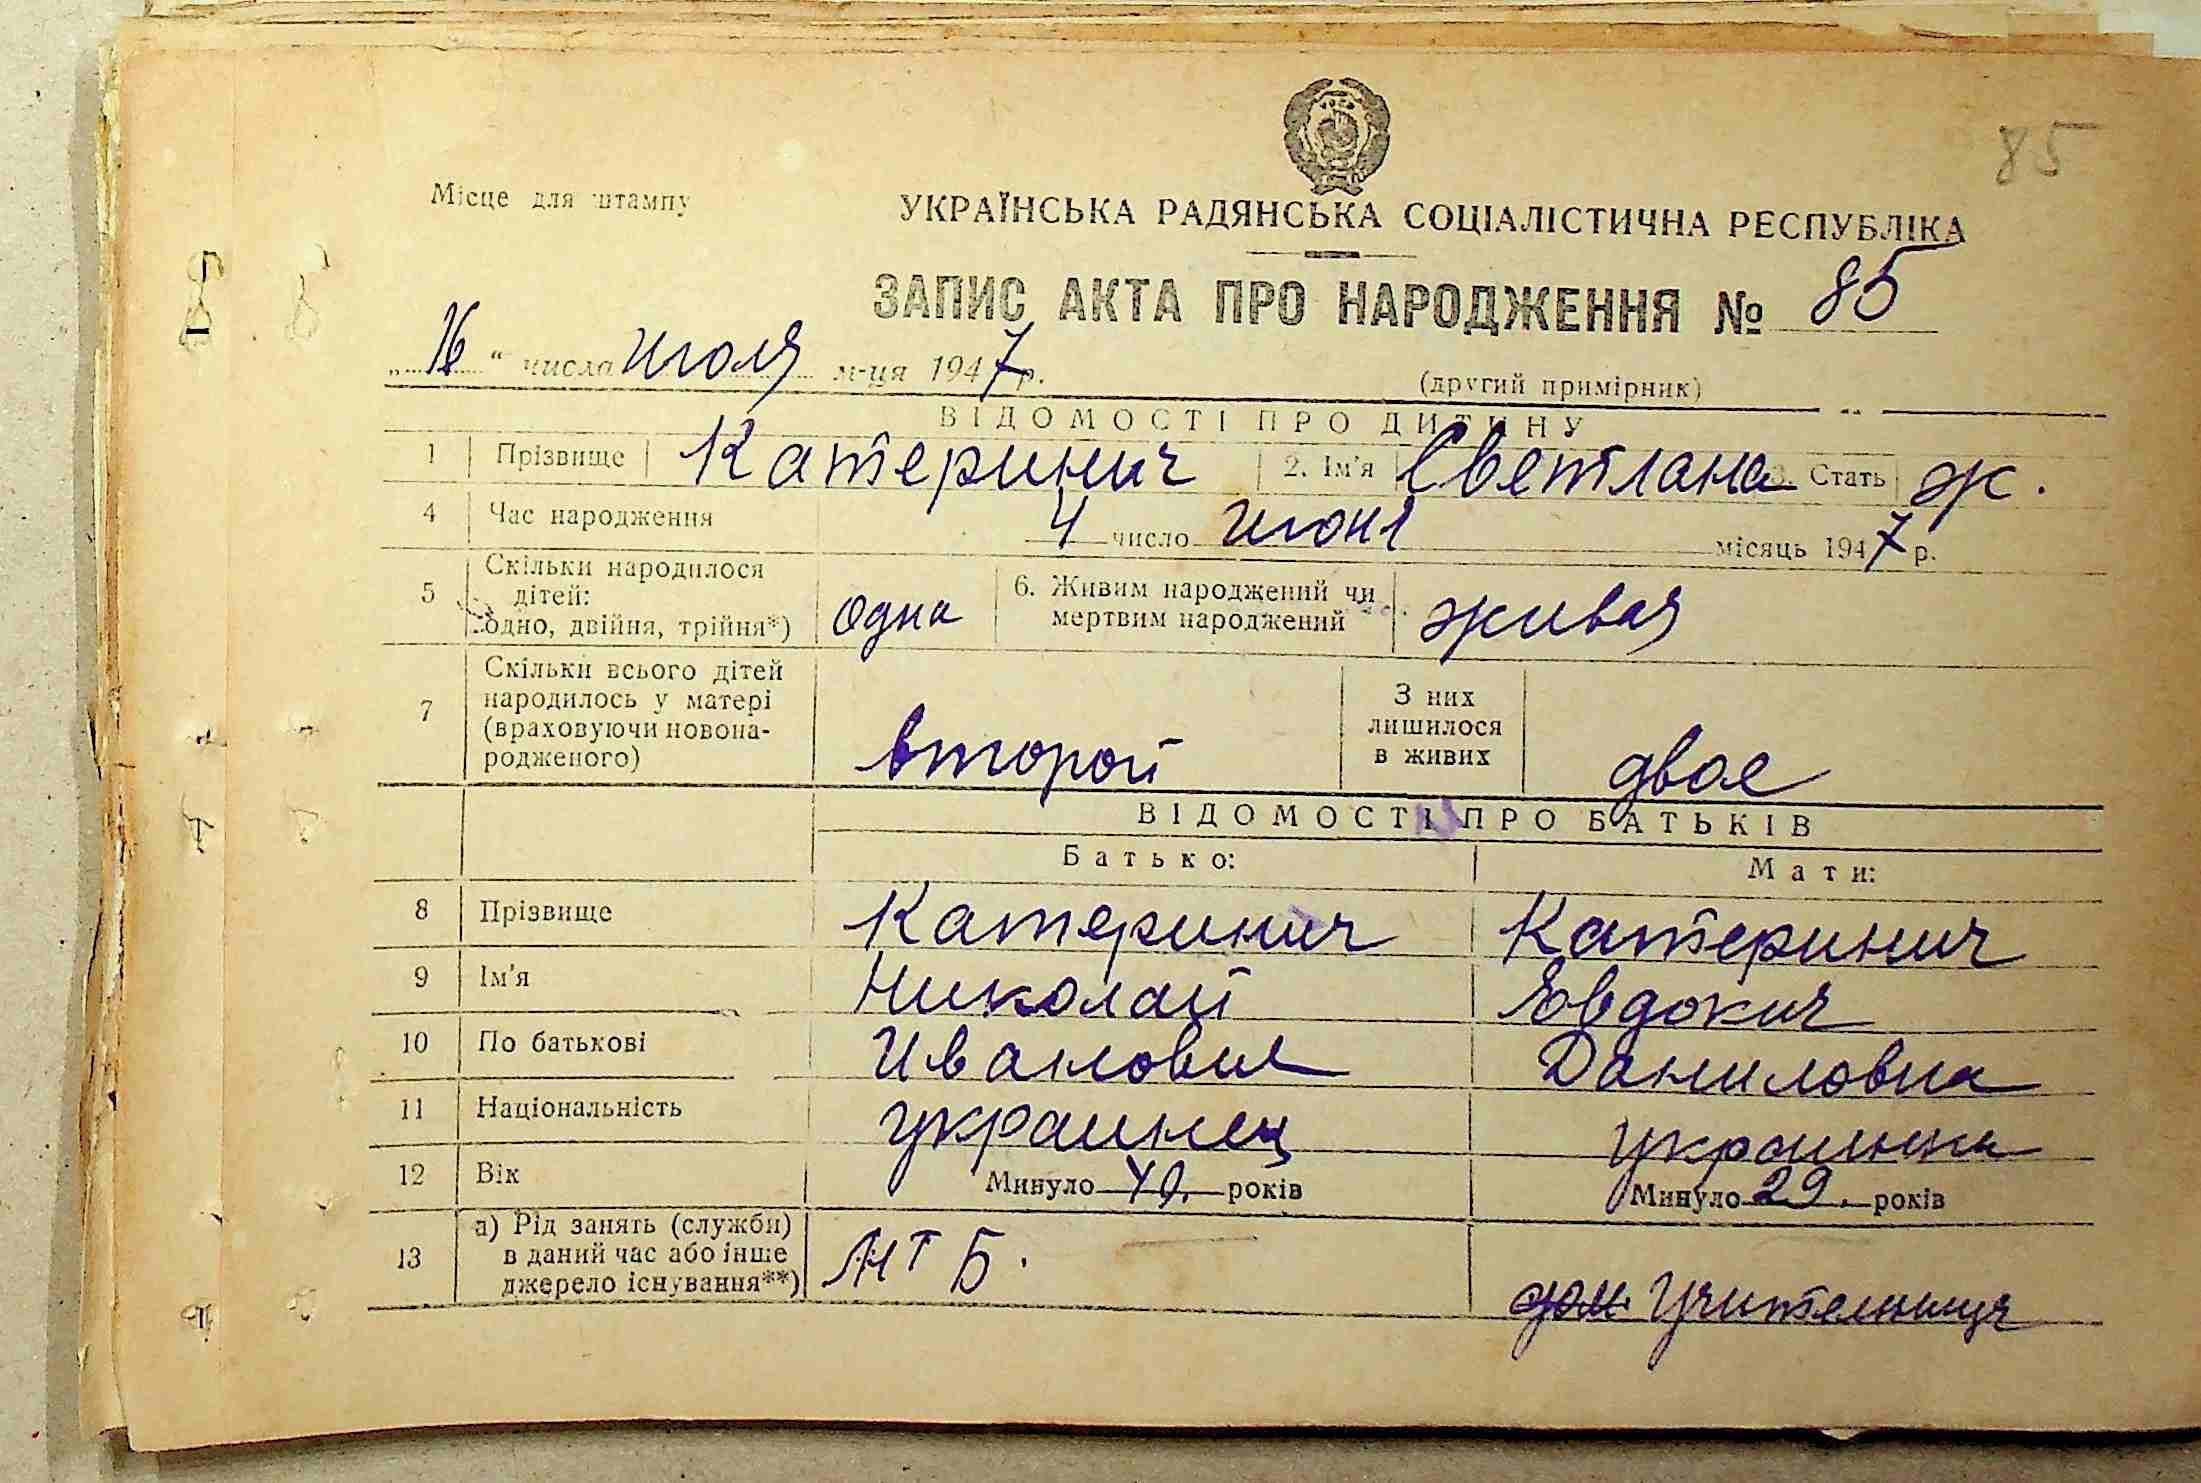 85
Місце для штампу
УКРАЇНСЬКА РАДЯНСЬКА СОЦІАЛІСТИЧНА РЕСПУБЛІКА
ЗАПИС АКТА ПРО НАРОДЖЕННЯ № 85
„16“ числа июля м-ця 1947 р.
(другий примірник)
ВІДОМОСТІ ПРО ДИТИНУ
1 Прізвище Катеринич 2. Ім'я Светлана 3. Стать ж.
4 Час народження 4 число июня місяць 1947 р.
5 Скільки народилося дітей: одно, двійня, трійня*) одна 6. Живим народжений чи мертвим народжений живая
7 Скільки всього дітей народилось у матері (враховуючи новона-родженого) второй З них лишилося в живих двое
ВІДОМОСТІ ПРО БАТЬКІВ
Батько: Мати:
8 Прізвище Катеринич Катеринич
9 Ім'я Николай Евдокия
10 По батькові Иванович Даниловна
11 Національність украинец украинка
12 Вік Минуло 40. років Минуло 29. років
13 а) Рід занять (служби) в даний час або інше джерело існування**) Б. дом. Учительница